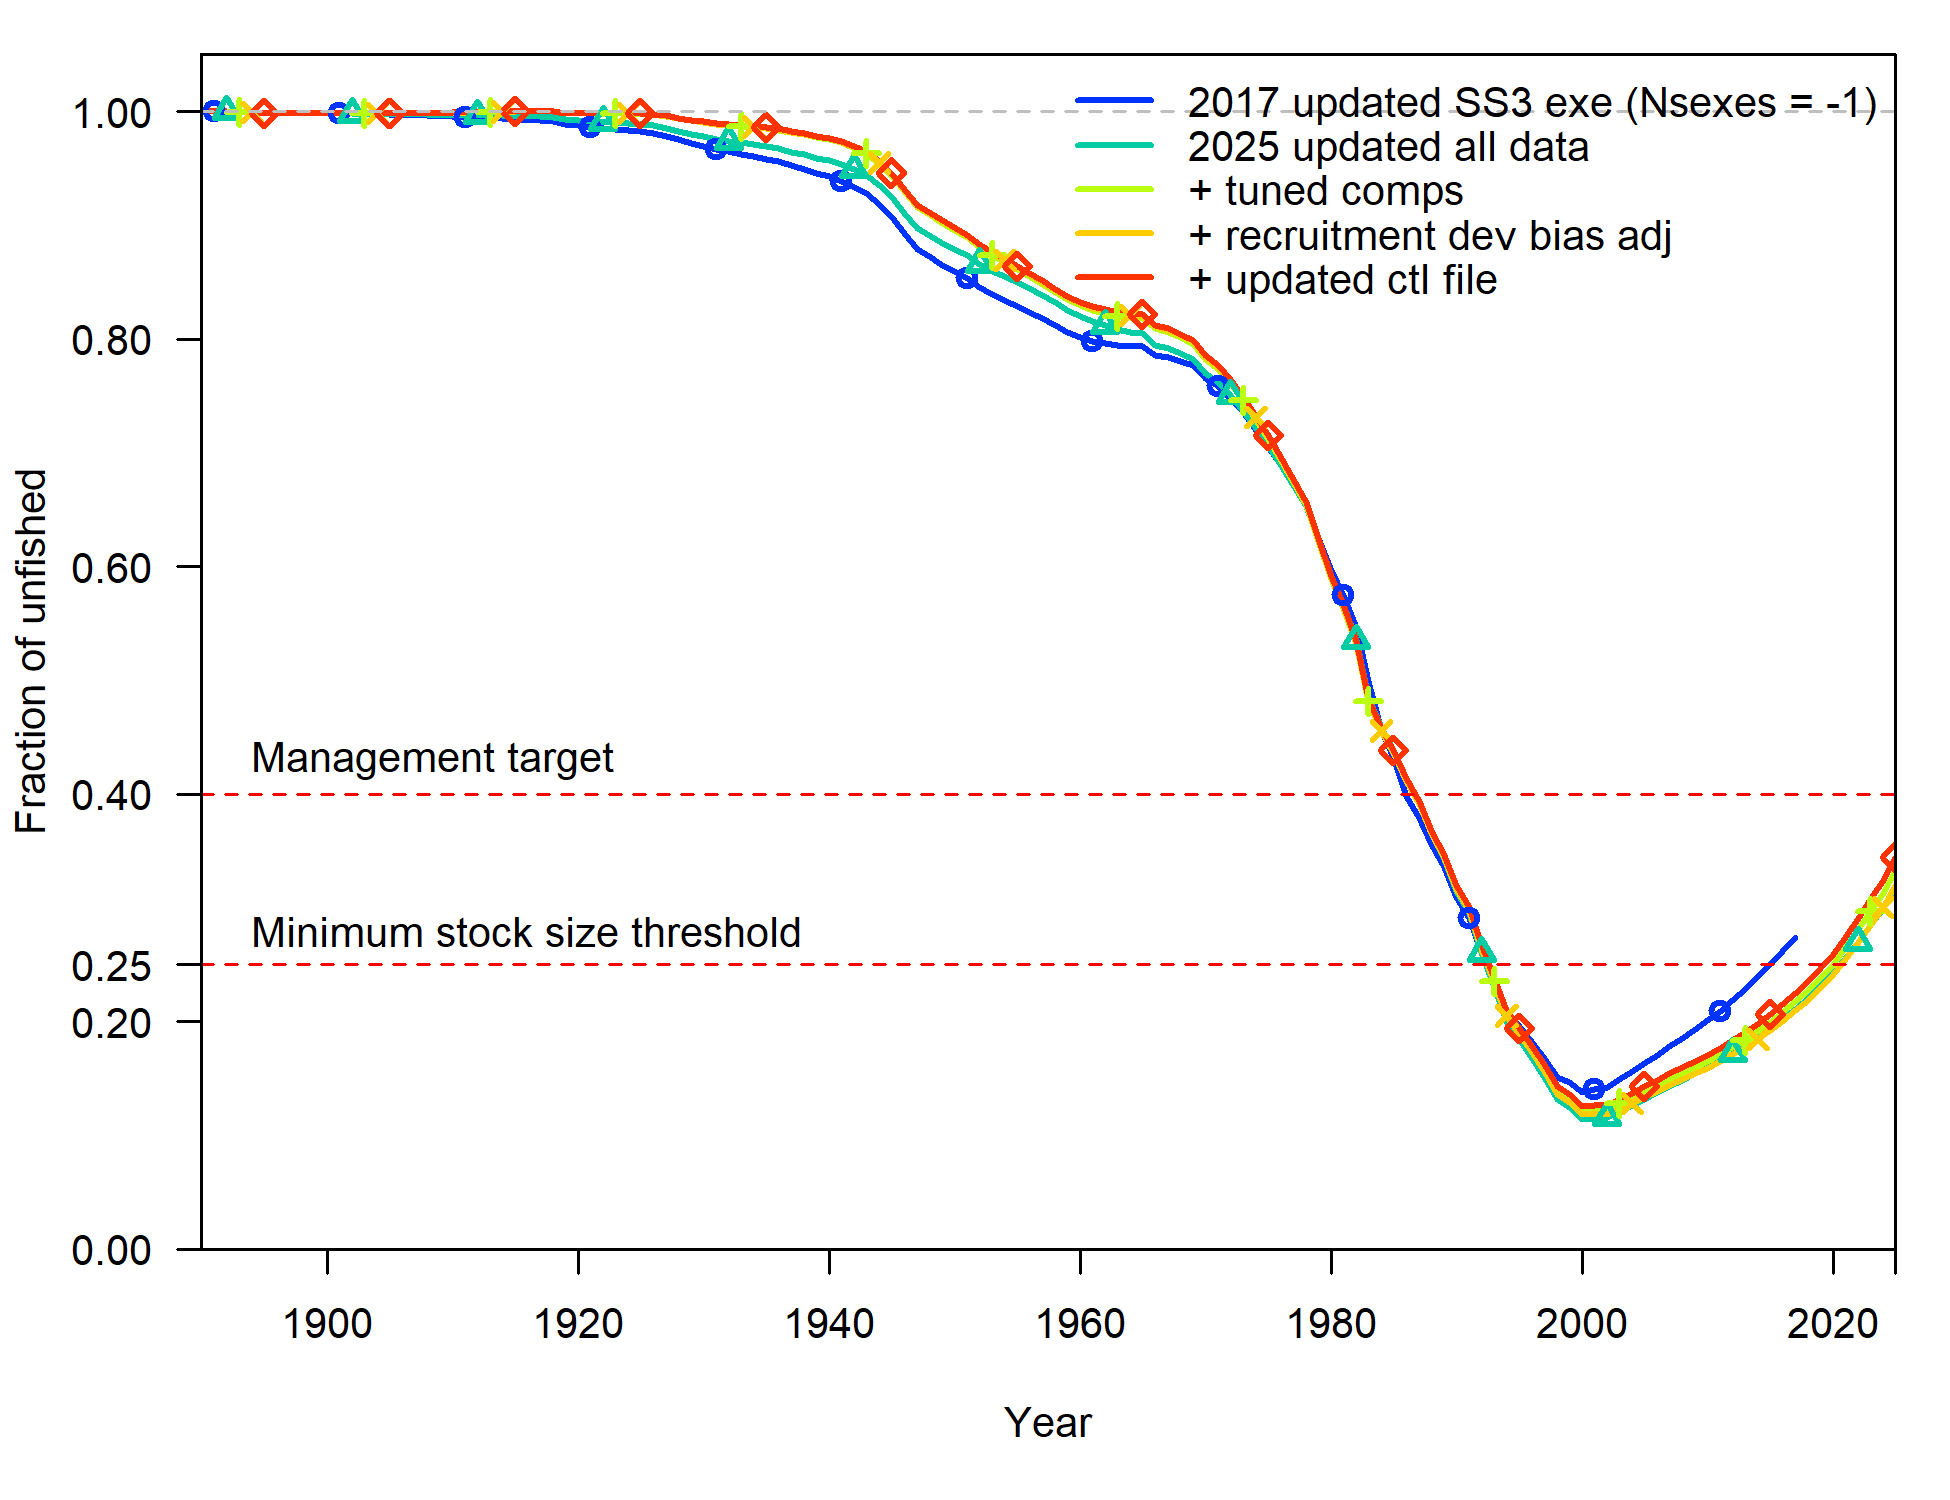 2017 updated SS3 exe (Nsexes = -1)
2025 updated all data
+ tuned comps
+ recruitment dev bias adj
+ updated ctl file
1.00
0.80
0.60
0.40
0.25
0.20
0.00
Fraction of unfished
Management target
Minimum stock size threshold
1900
1920
1940
1960
1980
2000
2020
Year